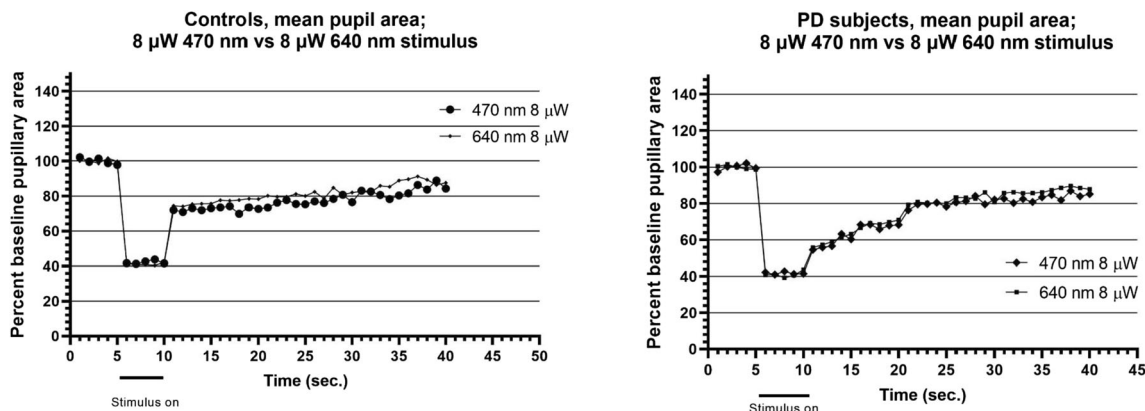 Controls, mean pupil area;
8 µW 470 nm vs 8 µW 640 nm stimulus
Percent baseline pupillary area
140
120
100
80
60
40
20
0
470 nm 8 µW
640 nm 8 µW
0 5 10 15 20 25 30 35 40 45 50
Time (sec.)
Stimulus on
PD subjects, mean pupil area;
8 µW 470 nm vs 8 µW 640 nm stimulus
Percent baseline pupillary area
140
120
100
80
60
40
20
0
470 nm 8 µW
640 nm 8 µW
0 5 10 15 20 25 30 35 40 45
Time (sec.)
Stimulus on